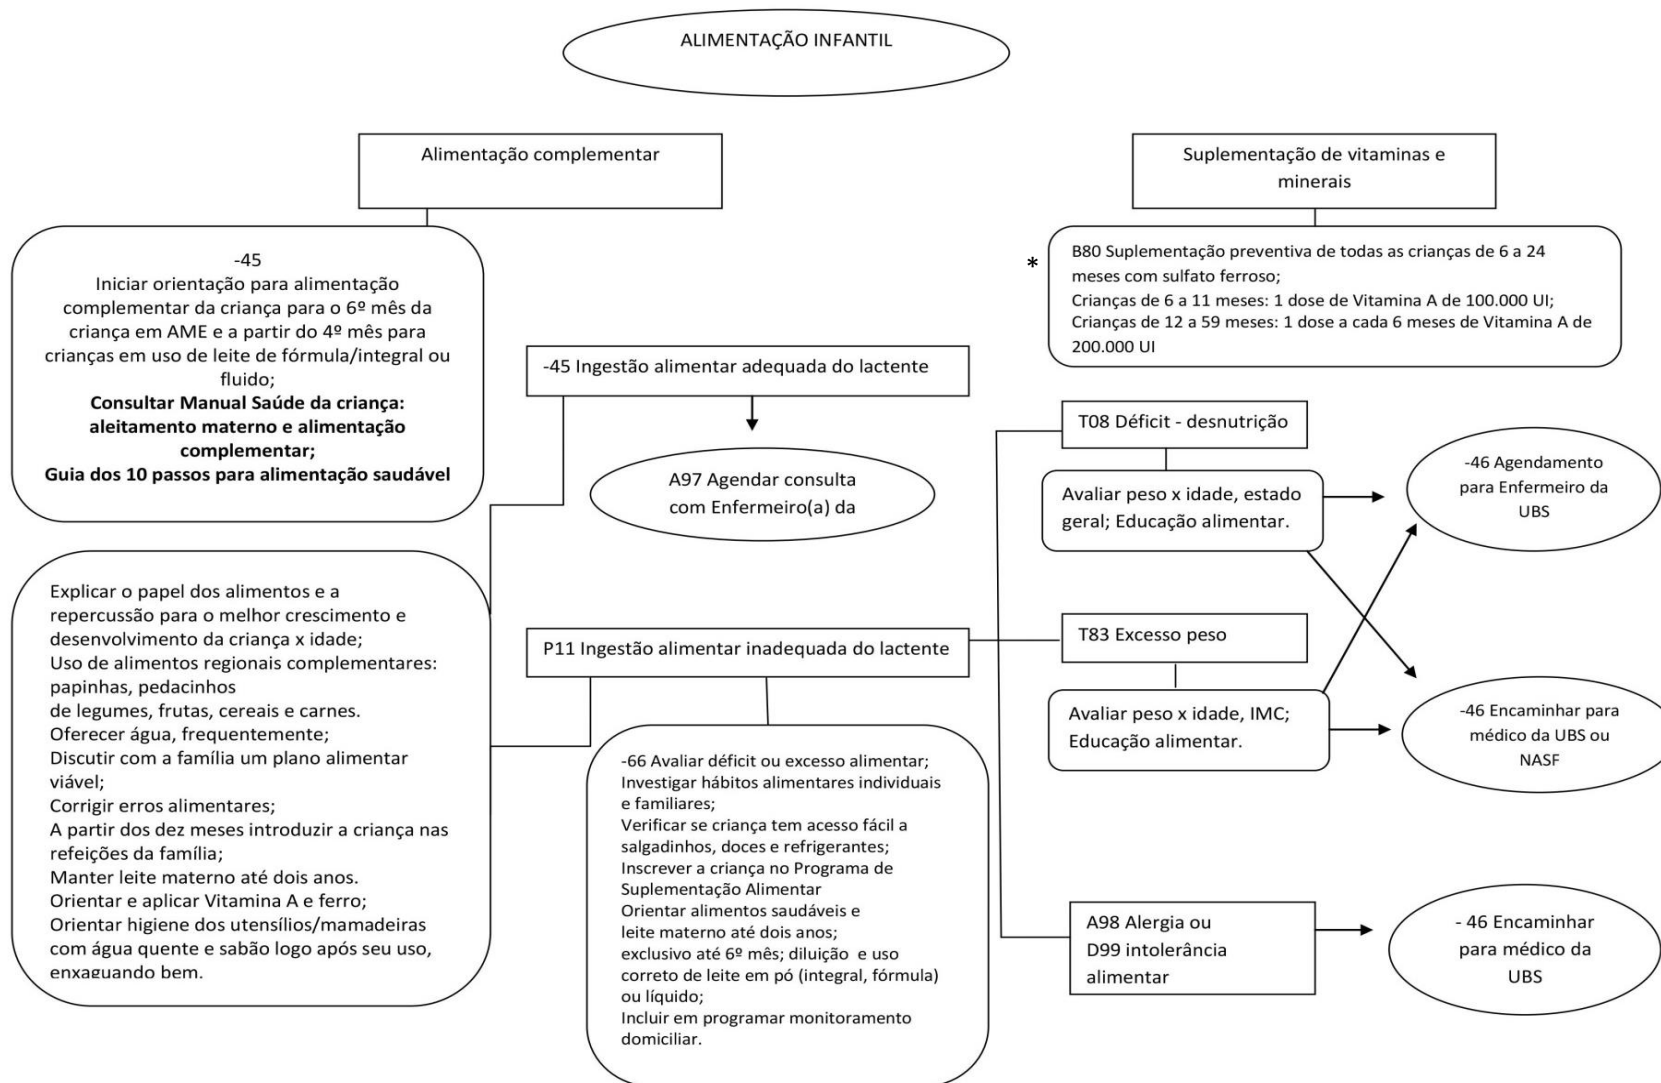 ALIMENTAÇÃO INFANTIL
Alimentação complementar
-45
Iniciar orientação para alimentação
complementar da criança para o 6º mês da
criança em AME e a partir do 4º mês para
crianças em uso de leite de fórmula/integral ou
fluido;
Consultar Manual Saúde da criança:
aleitamento materno e alimentação
complementar;
Guia dos 10 passos para alimentação saudável
Explicar o papel dos alimentos e a
repercussão para o melhor crescimento e
desenvolvimento da criança x idade;
Uso de alimentos regionais complementares:
papinhas, pedacinhos
de legumes, frutas, cereais e carnes.
Oferecer água, frequentemente;
Discutir com a família um plano alimentar
viável;
Corrigir erros alimentares;
A partir dos dez meses introduzir a criança nas
refeições da família;
Manter leite materno até dois anos.
Orientar e aplicar Vitamina A e ferro;
Orientar higiene dos utensílios/mamadeiras
com água quente e sabão logo após seu uso,
enxaguando bem.
-45 Ingestão alimentar adequada do lactente
A97 Agendar consulta
com Enfermeiro(a) da
P11 Ingestão alimentar inadequada do lactente
-66 Avaliar déficit ou excesso alimentar;
Investigar hábitos alimentares individuais
e familiares;
Verificar se criança tem acesso fácil a
salgadinhos, doces e refrigerantes;
Inscrever a criança no Programa de
Suplementação Alimentar
Orientar alimentos saudáveis e
leite materno até dois anos;
exclusivo até 6º mês; diluição e uso
correto de leite em pó (integral, fórmula)
ou líquido;
Incluir em programar monitoramento
domiciliar.
Suplementação de vitaminas e
minerais
*
B80 Suplementação preventiva de todas as crianças de 6 a 24
meses com sulfato ferroso;
Crianças de 6 a 11 meses: 1 dose de Vitamina A de 100.000 UI;
Crianças de 12 a 59 meses: 1 dose a cada 6 meses de Vitamina A de
200.000 UI
T08 Déficit - desnutrição
Avaliar peso x idade, estado
geral; Educação alimentar.
-46 Agendamento
para Enfermeiro da
UBS
T83 Excesso peso
Avaliar peso x idade, IMC;
Educação alimentar.
-46 Encaminhar para
médico da UBS ou
NASF
A98 Alergia ou
D99 intolerância
alimentar
- 46 Encaminhar
para médico da
UBS